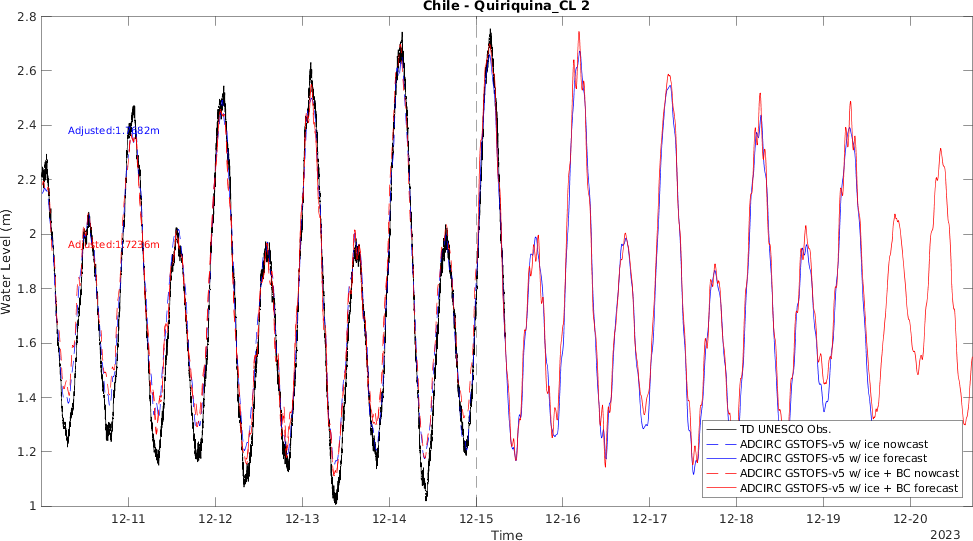 Chile - Quiriquina_CL 2
2.8
2.6
2.4
2.2
2
1.8
1.6
1.4
1.2
1
Water Level (m)
Adjusted:1.7682m
Adjusted:1.7236m
TD UNESCO Obs.
ADCIRC GSTOFS-v5 w/ ice nowcast
ADCIRC GSTOFS-v5 w/ ice forecast
ADCIRC GSTOFS-v5 w/ ice + BC nowcast
ADCIRC GSTOFS-v5 w/ ice + BC forecast
12-11 12-12 12-13 12-14 12-15 12-16 12-17 12-18 12-19 12-20
Time
2023